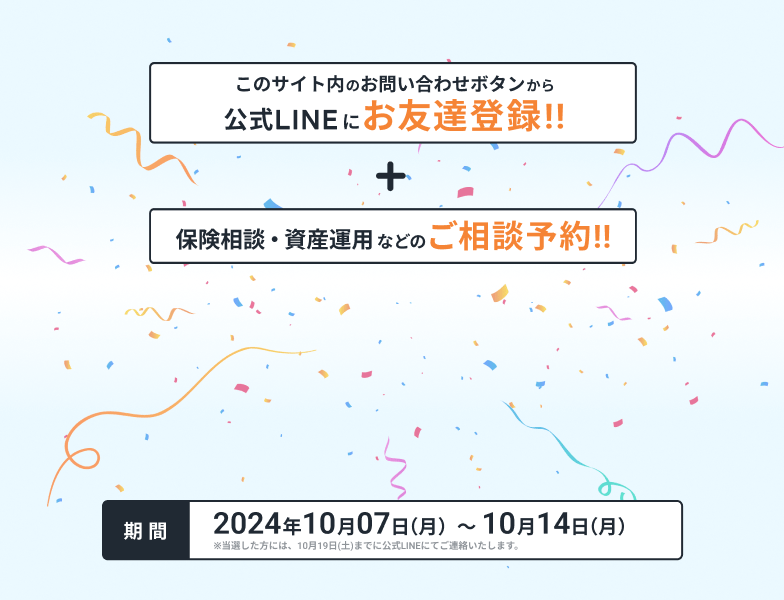 このサイト内のお問い合わせボタンから
公式LINEにお友達登録!!
+
保険相談・資産運用などのご相談予約!!
期間
2024年10月07日(月) ～ 10月14日(月)
※当選した方には、10月19日(土)までに公式LINEにてご連絡いたします。